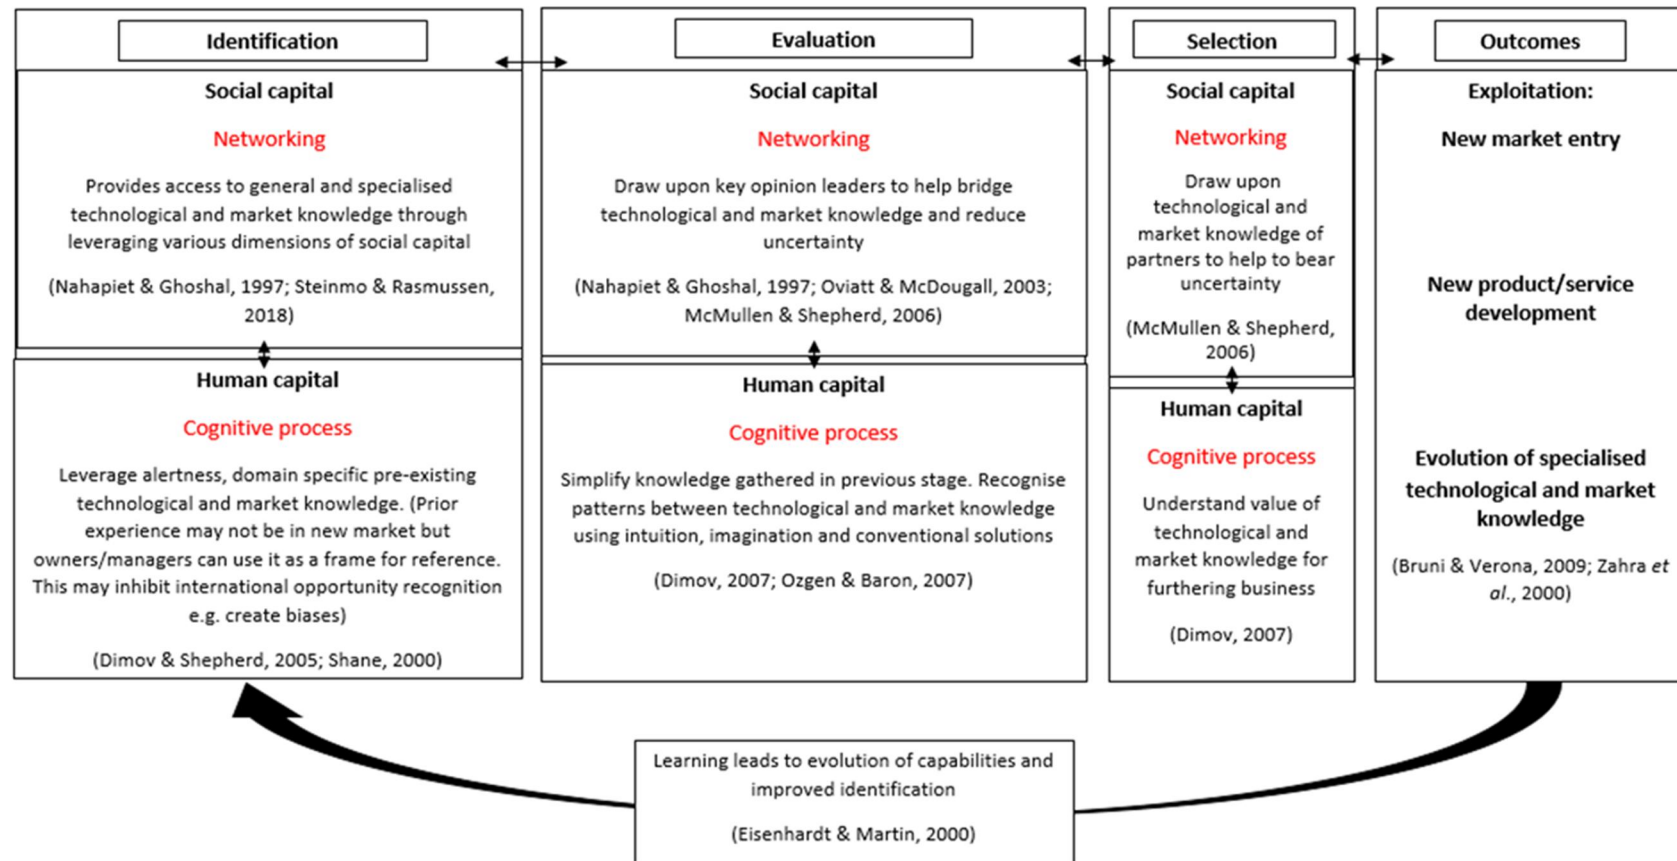 Identification
Social capital
Networking
Provides access to general and specialised
technological and market knowledge through
leveraging various dimensions of social capital
(Nahapiet & Ghoshal, 1997; Steinmo & Rasmussen,
2018)
Human capital
Cognitive process
Leverage alertness, domain specific pre-existing
technological and market knowledge. (Prior
experience may not be in new market but
owners/managers can use it as a frame for reference.
This may inhibit international opportunity recognition
e.g. create biases)
(Dimov & Shepherd, 2005; Shane, 2000)
Evaluation
Social capital
Networking
Draw upon key opinion leaders to help bridge
technological and market knowledge and reduce
uncertainty
(Nahapiet & Ghoshal, 1997; Oviatt & McDougall, 2003;
McMullen & Shepherd, 2006)
Human capital
Cognitive process
Simplify knowledge gathered in previous stage. Recognise
patterns between technological and market knowledge
using intuition, imagination and conventional solutions
(Dimov, 2007; Ozgen & Baron, 2007)
Selection
Social capital
Networking
Draw upon
technological and
market knowledge of
partners to help to bear
uncertainty
(McMullen & Shepherd,
2006)
Human capital
Cognitive process
Understand value of
technological and
market knowledge for
furthering business
(Dimov, 2007)
Outcomes
Exploitation:
New market entry
New product/service
development
Evolution of specialised
technological and market
knowledge
(Bruni & Verona, 2009; Zahra et
al., 2000)
Learning leads to evolution of capabilities and
improved identification
(Eisenhardt & Martin, 2000)